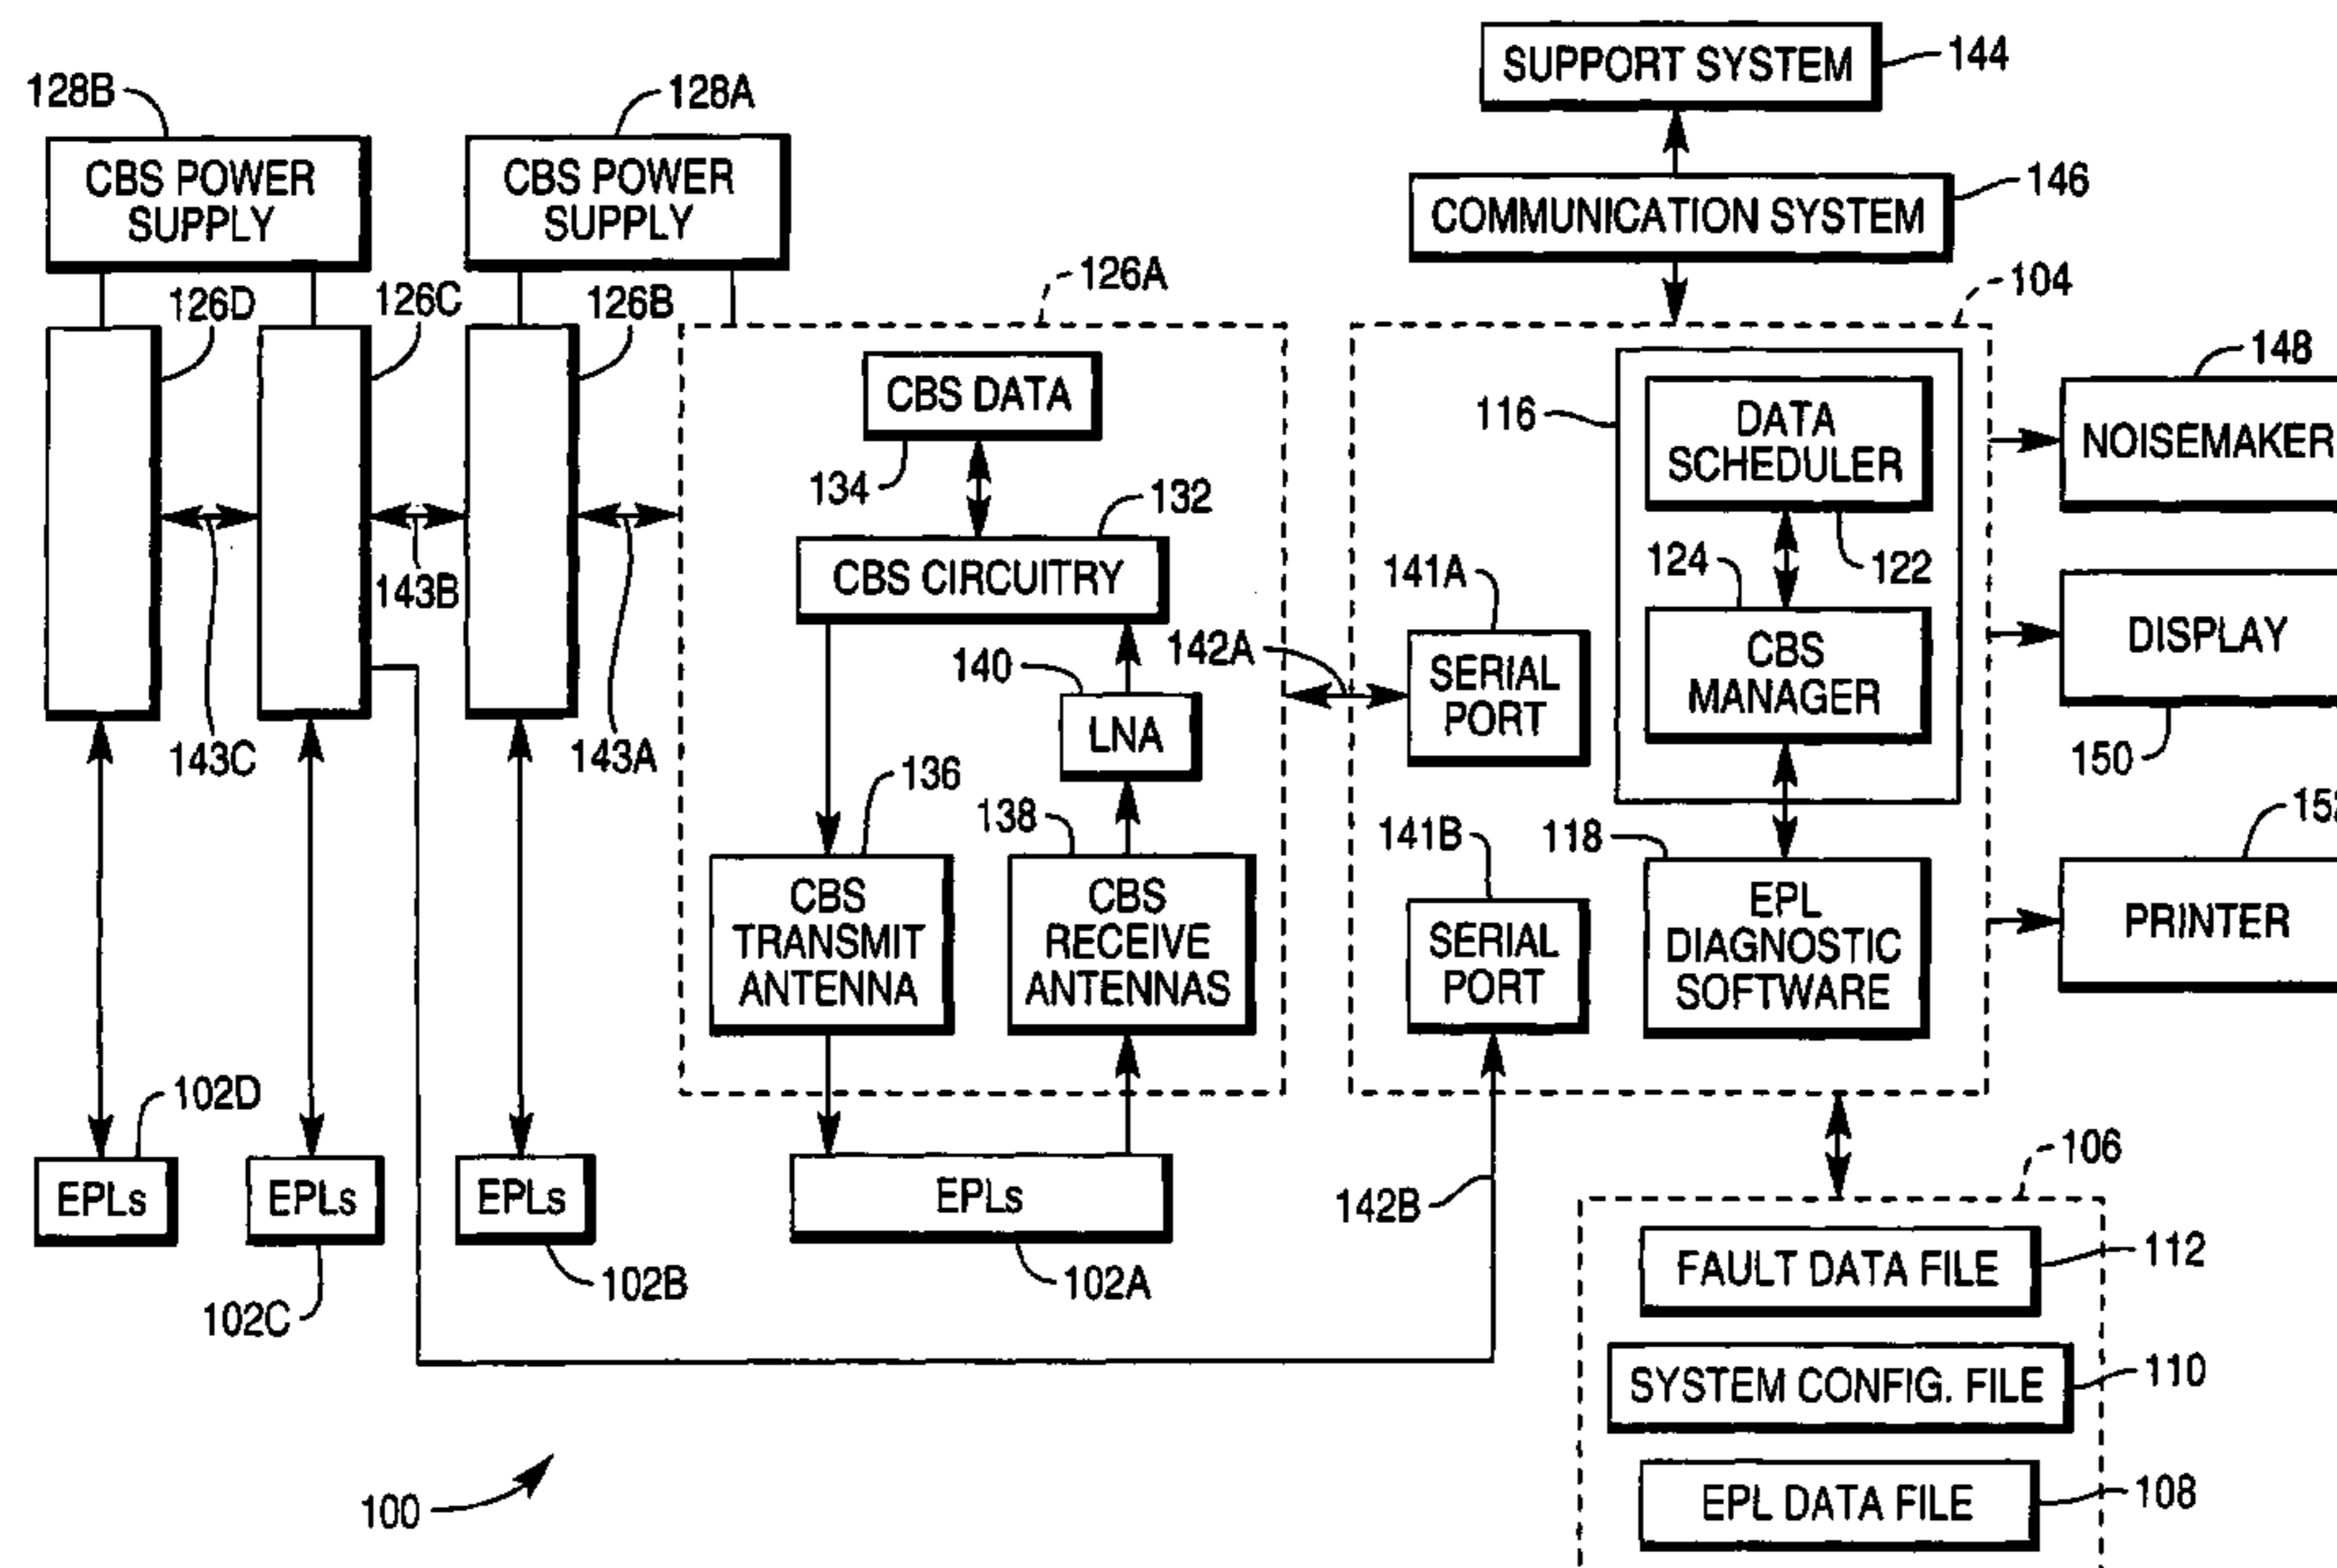 SUPPORT SYSTEM
144
128B
128A
CBS POWER
SUPPLY
CBS POWER
SUPPLY
COMMUNICATION SYSTEM
146
126D
126C
126B
126A
104
CBS DATA
134
132
CBS CIRCUITRY
116
DATA
SCHEDULER
148
NOISEMAKER
143C
143B
143A
124
122
141A
142A
140
LNA
SERIAL
PORT
CBS
MANAGER
DISPLAY
150
136
138
CBS
TRANSMIT
ANTENNA
CBS
RECEIVE
ANTENNAS
141B
118
SERIAL
PORT
EPL
DIAGNOSTIC
SOFTWARE
PRINTER
102D
EPLs
EPLs
EPLs
EPLs
102C
102B
102A
142B
106
FAULT DATA FILE
112
SYSTEM CONFIG. FILE
110
EPL DATA FILE
108
100